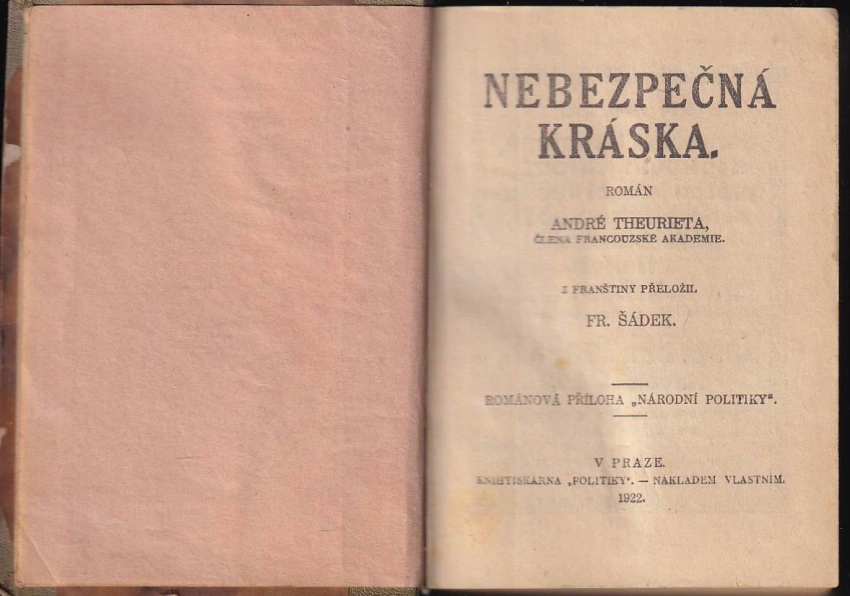 NEBEZPEČNÁ
KRÁSKA.
ROMÁN
ANDRÉ THEURIETA,
ČLENA FRANCOUZSKÉ AKADEMIE.
Z FRANŠTINY PŘELOŽIL
FR. ŠÁDEK.
ROMÁNOVÁ PŘÍLOHA „NÁRODNÍ POLITIKY“.
V PRAZE.
KNIHTISKÁRNA „POLITIKY“. — NÁKLADEM VLASTNÍM.
1922.